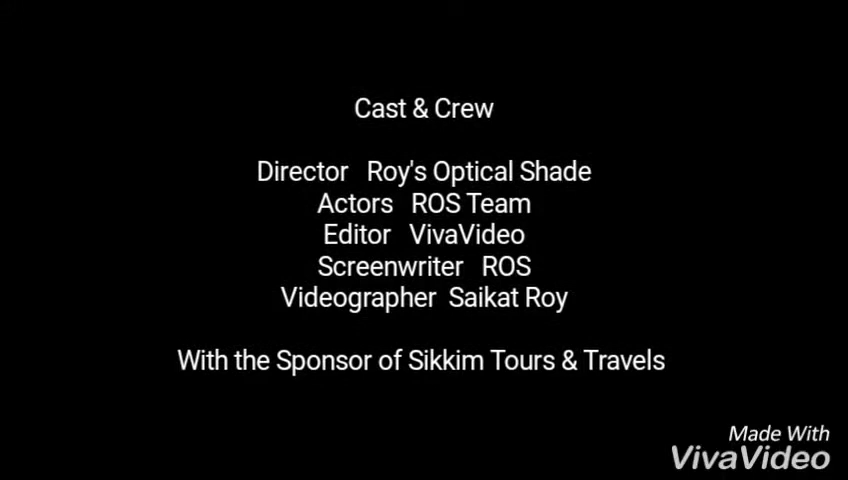 Cast & Crew
Director Roy's Optical Shade
Actors ROS Team
Editor VivaVideo
Screenwriter ROS
Videographer Saikat Roy
With the Sponsor of Sikkim Tours & Travels
Made With
VivaVideo